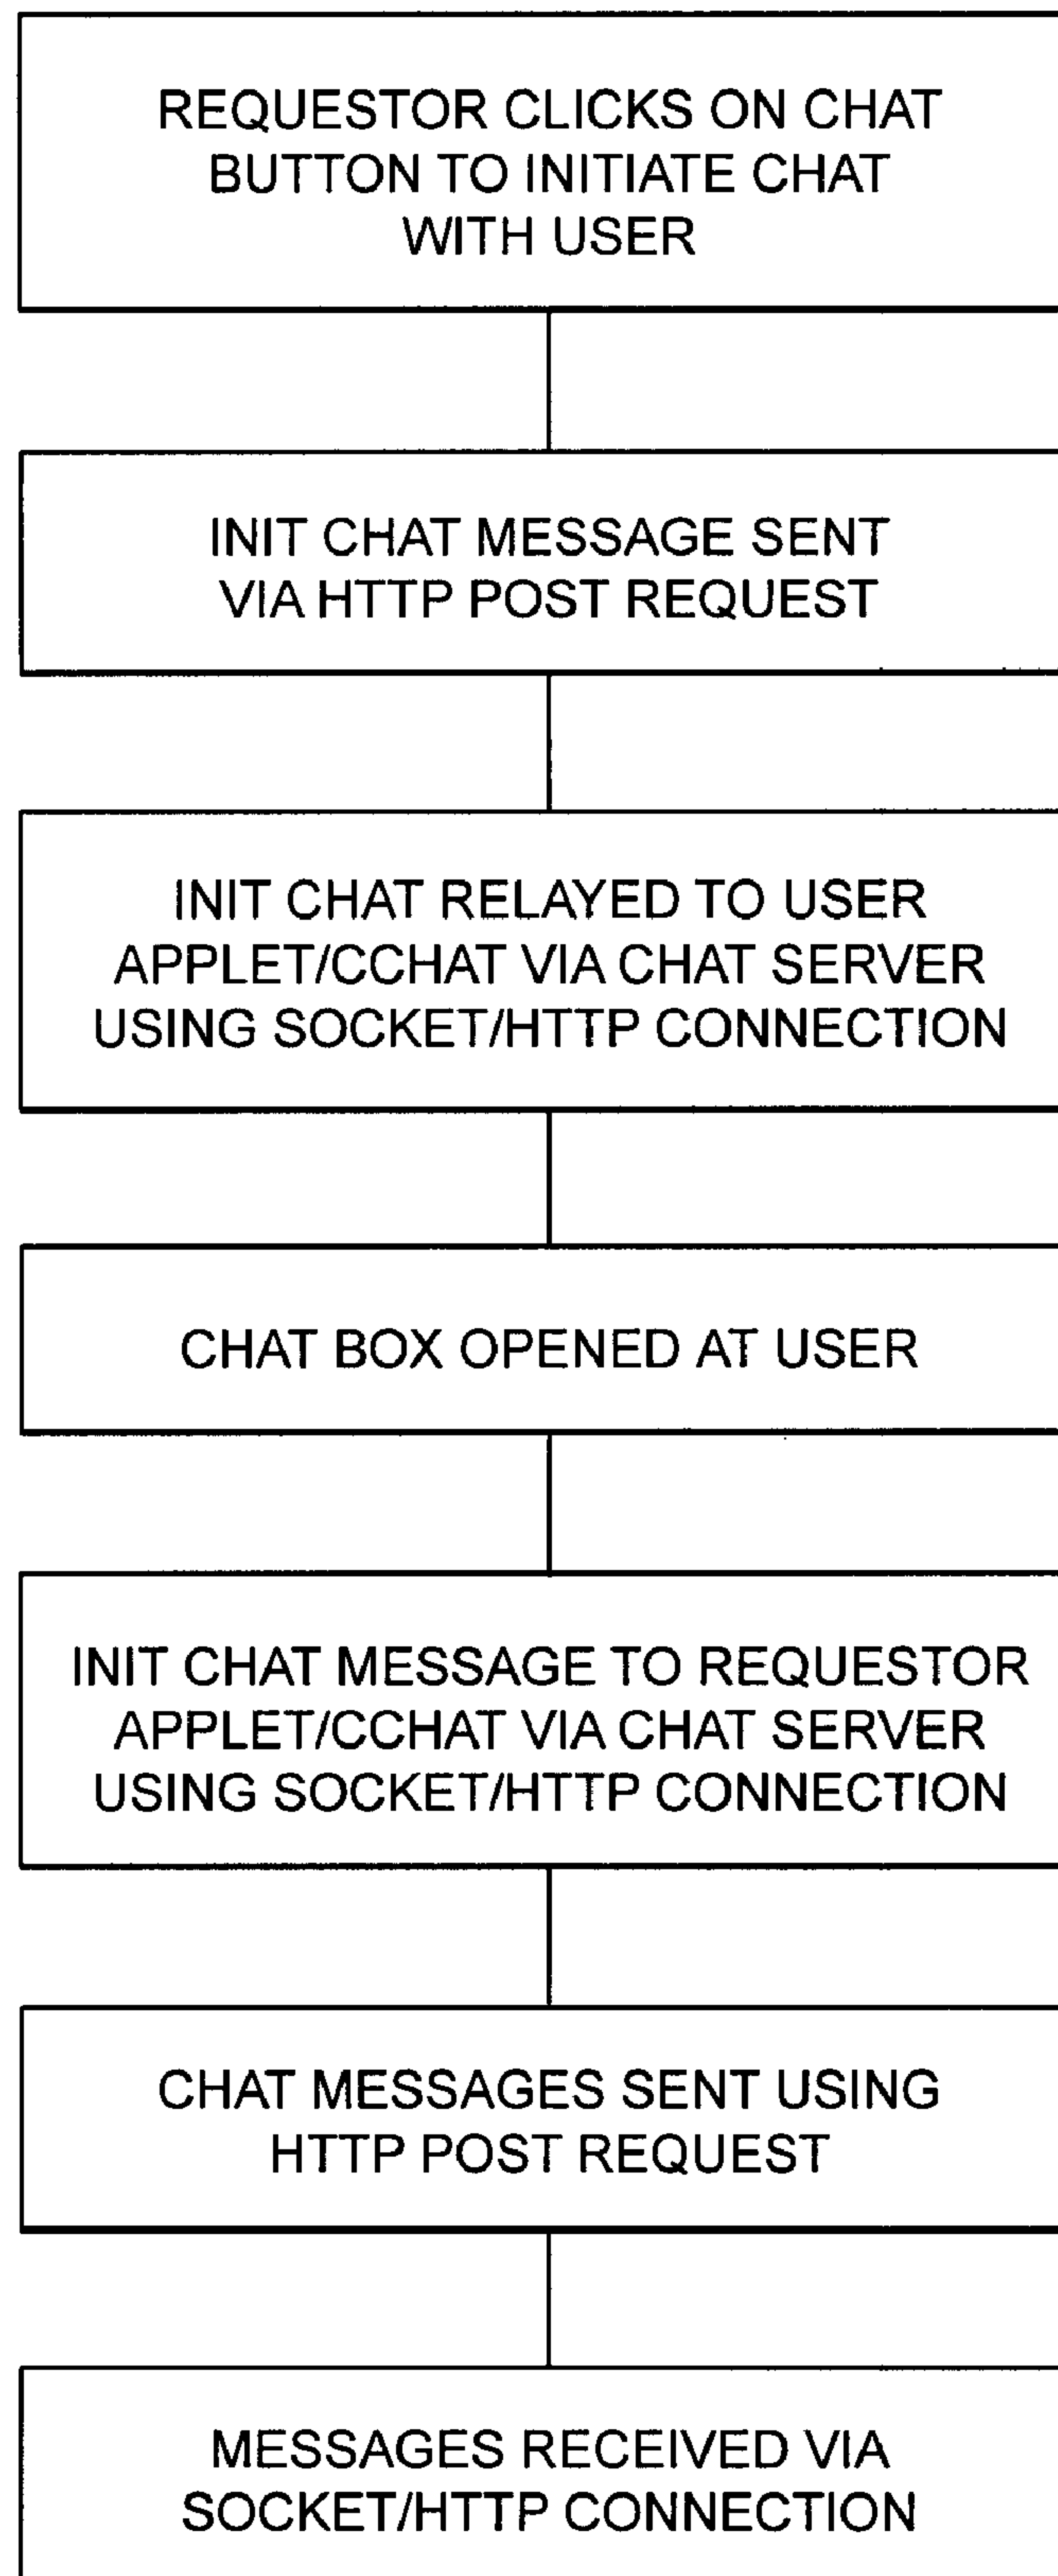 REQUESTOR CLICKS ON CHAT
BUTTON TO INITIATE CHAT
WITH USER
INIT CHAT MESSAGE SENT
VIA HTTP POST REQUEST
INIT CHAT RELAYED TO USER
APPLET/CCHAT VIA CHAT SERVER
USING SOCKET/HTTP CONNECTION
CHAT BOX OPENED AT USER
INIT CHAT MESSAGE TO REQUESTOR
APPLET/CCHAT VIA CHAT SERVER
USING SOCKET/HTTP CONNECTION
CHAT MESSAGES SENT USING
HTTP POST REQUEST
MESSAGES RECEIVED VIA
SOCKET/HTTP CONNECTION